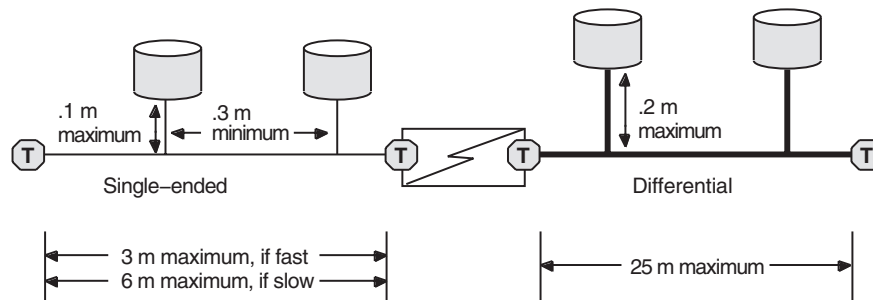 .1 m
maximum
.3 m
minimum
.2 m
maximum
T
T
T
T
Single–ended
Differential
3 m maximum, if fast
6 m maximum, if slow
25 m maximum